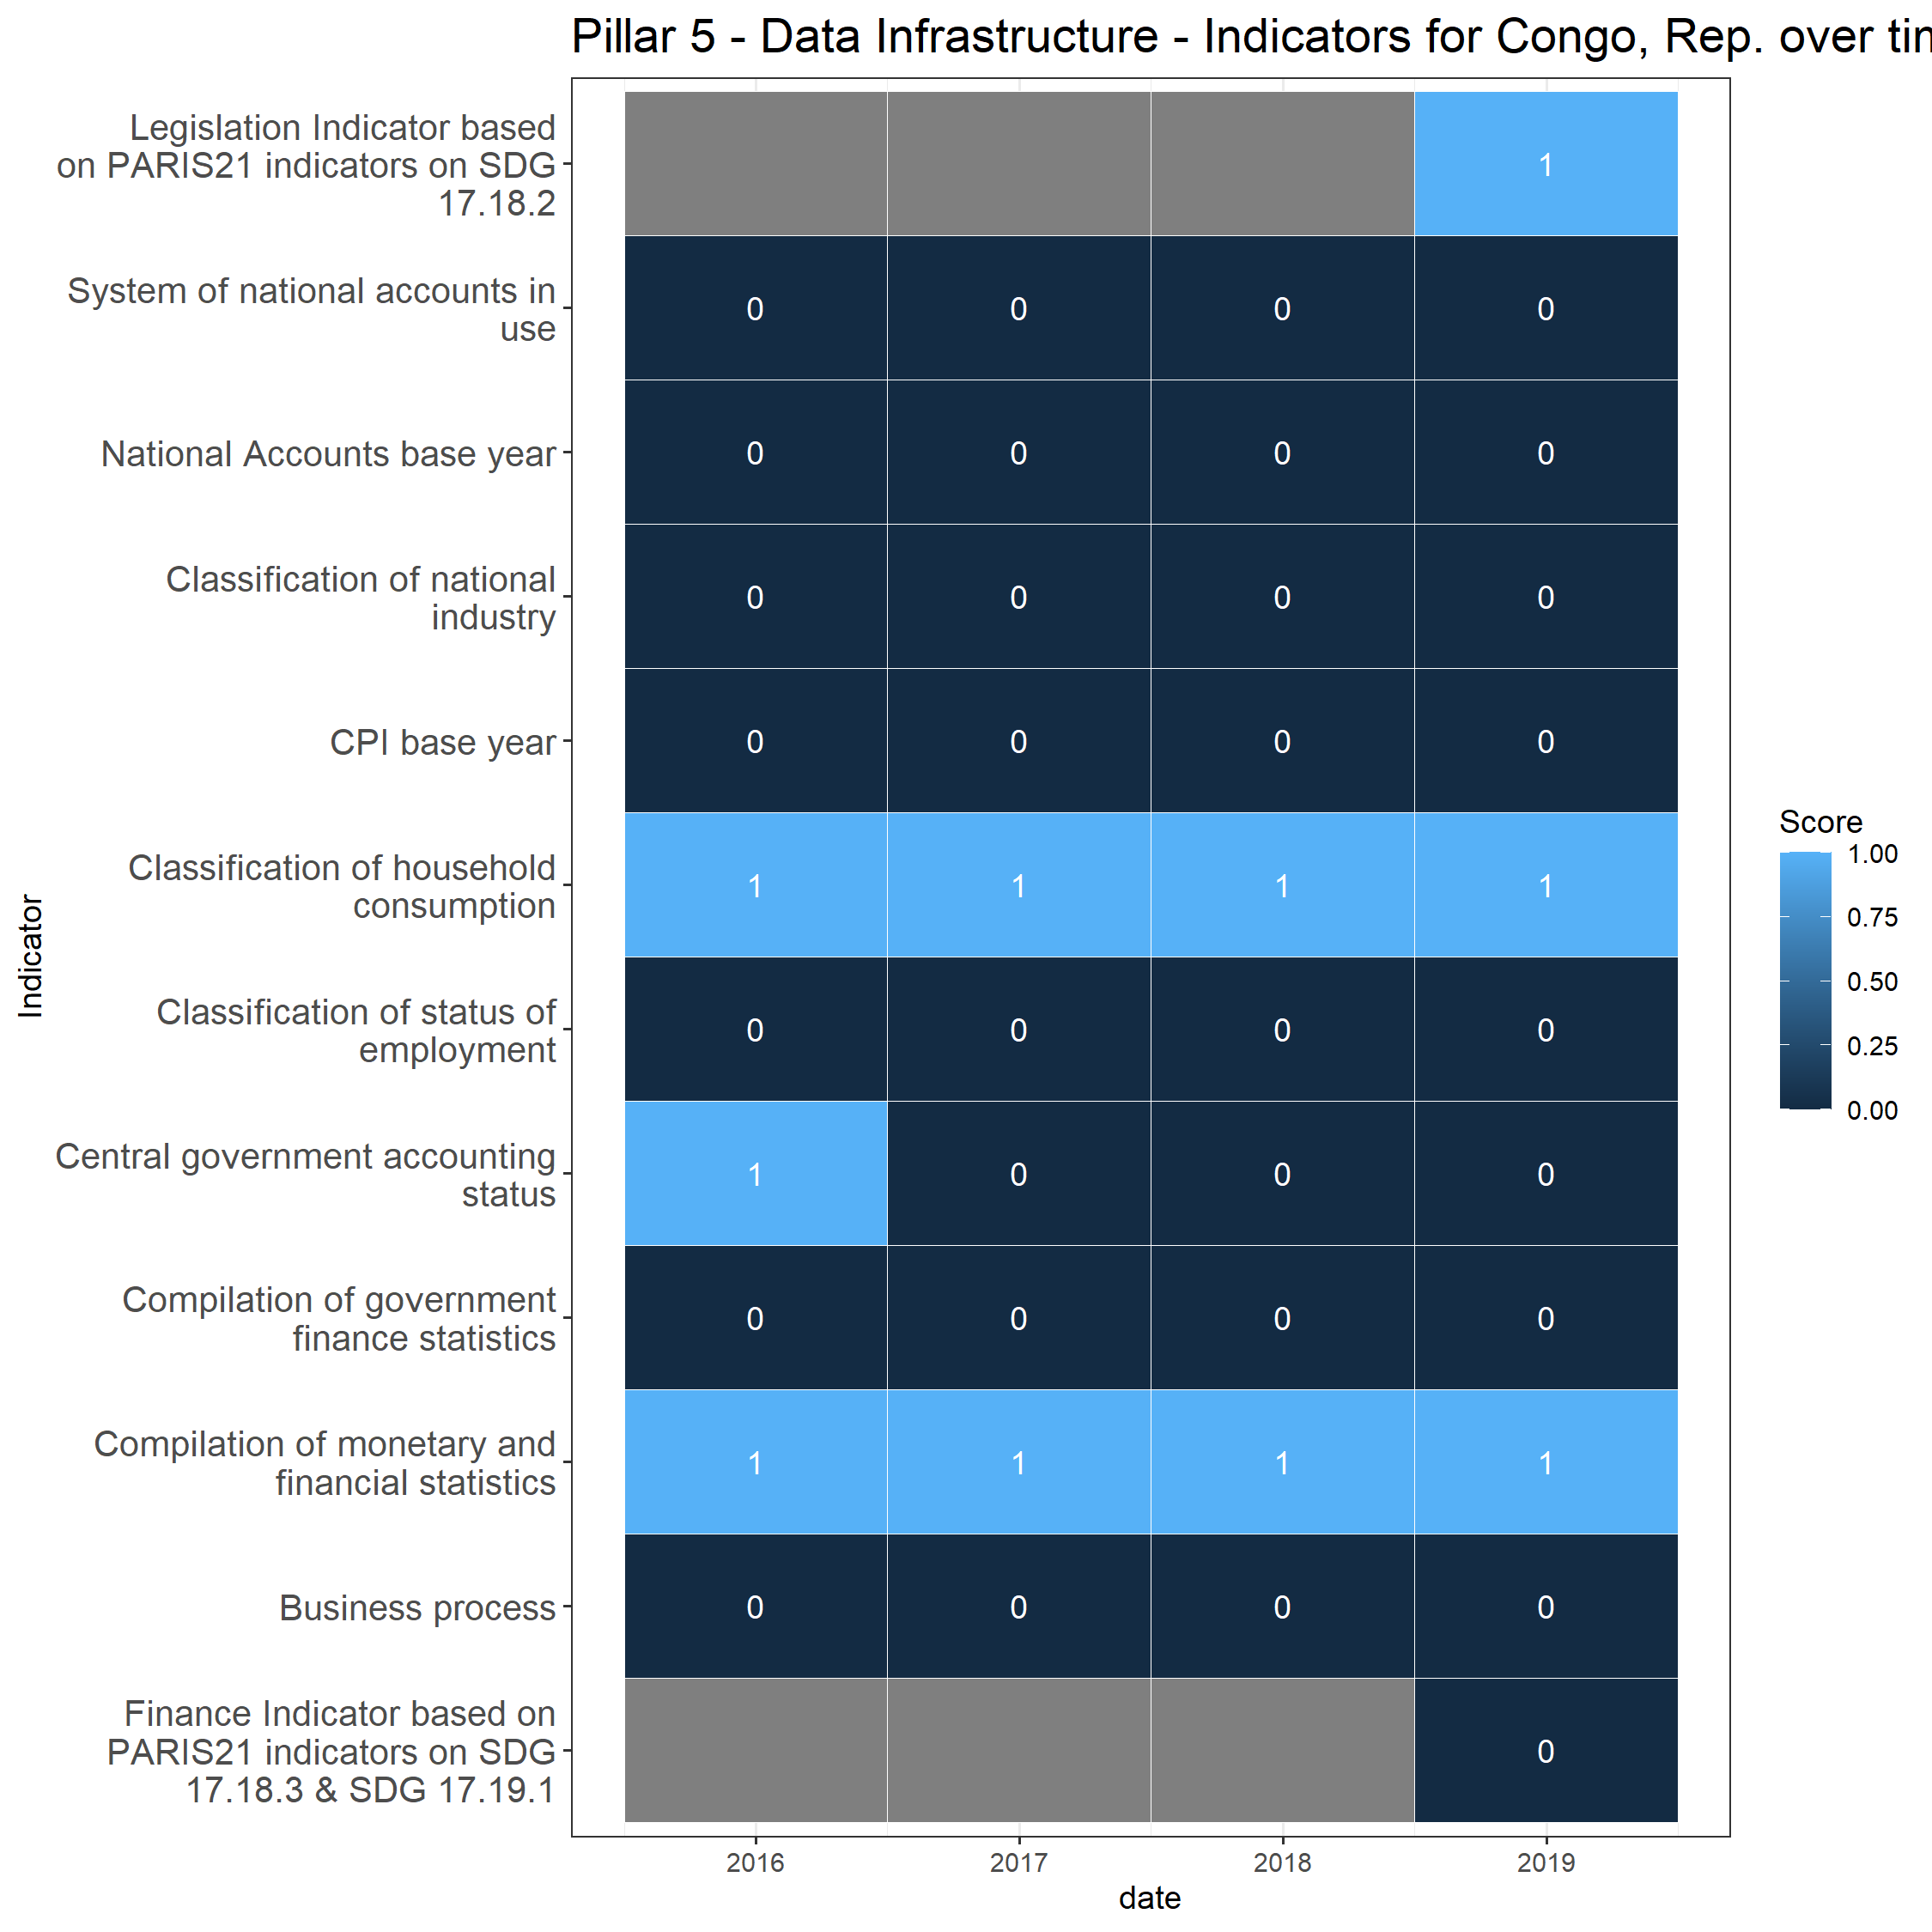 Pillar 5 - Data Infrastructure - Indicators for Congo, Rep. over
Legislation Indicator based
on PARIS21 indicators on SDG
17.18.2
1
System of national accounts in
use
0 0 0 0
National Accounts base year
0 0 0 0
Classification of national
industry
0 0 0 0
CPI base year
0 0 0 0
Classification of household
consumption
1 1 1 1
Classification of status of
employment
0 0 0 0
Central government accounting
status
1 0 0 0
Compilation of government
finance statistics
0 0 0 0
Compilation of monetary and
financial statistics
1 1 1 1
Business process
0 0 0 0
Finance Indicator based on
PARIS21 indicators on SDG
17.18.3 & SDG 17.19.1
0
2016 2017 2018 2019
date
Indicator
Score
1.00
0.75
0.50
0.25
0.00